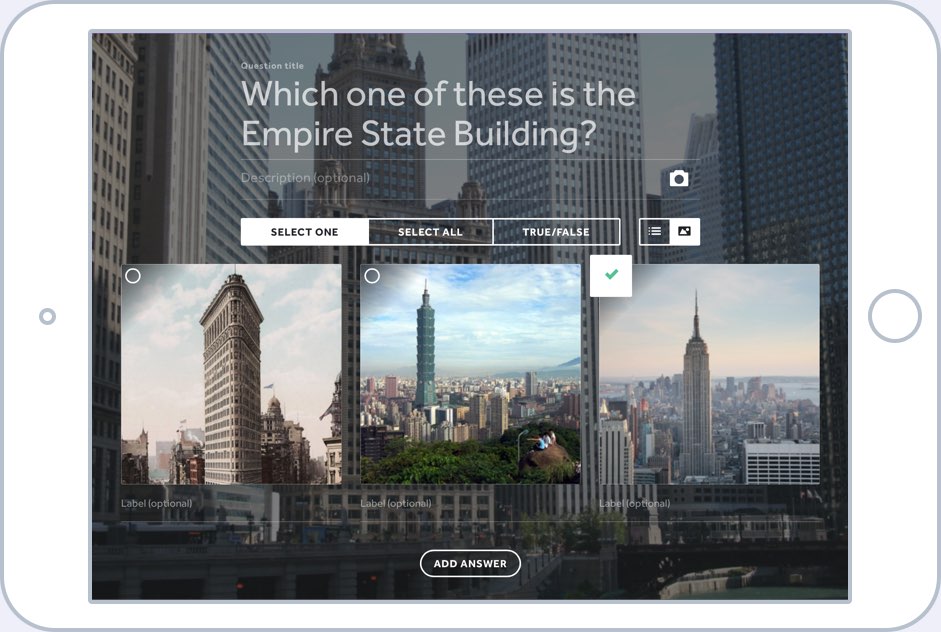 Question title
Which one of these is the
Empire State Building?
Description (optional)
SELECT ONE
SELECT ALL
TRUE/FALSE
Label (optional)
Label (optional)
Label (optional)
ADD ANSWER